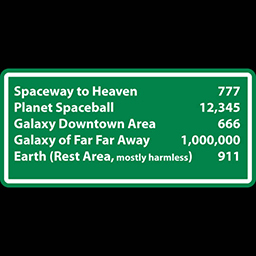 Spaceway to Heaven 777
Planet Spaceball 12,345
Galaxy Downtown Area 666
Galaxy of Far Far Away 1,000,000
Earth (Rest Area, mostly harmless) 911